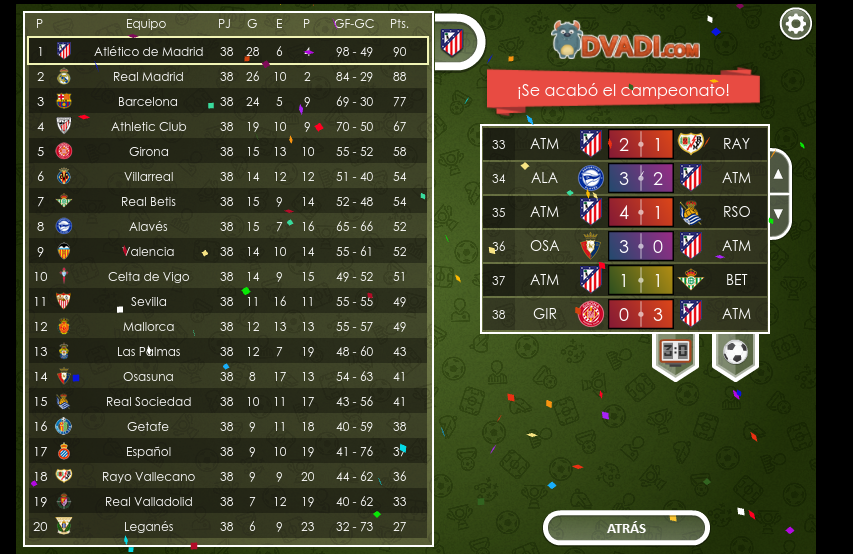 P Equipo PJ G E P GF-GC Pts.
1 Atlético de Madrid 38 28 6 4 98 - 49 90
2 Real Madrid 38 26 10 2 84 - 29 88
3 Barcelona 38 24 5 9 69 - 30 77
4 Athletic Club 38 19 10 9 70 - 50 67
5 Girona 38 15 13 10 55 - 52 58
6 Villarreal 38 14 12 12 51 - 40 54
7 Real Betis 38 15 9 14 52 - 48 54
8 Alavés 38 15 7 16 65 - 66 52
9 Valencia 38 14 10 14 55 - 61 52
10 Celta de Vigo 38 14 9 15 49 - 52 51
11 Sevilla 38 11 16 11 55 - 55 49
12 Mallorca 38 12 13 13 55 - 57 49
13 Las Palmas 38 12 7 19 48 - 60 43
14 Osasuna 38 8 17 13 54 - 63 41
15 Real Sociedad 38 10 11 17 43 - 56 41
16 Getafe 38 9 11 18 40 - 59 38
17 Español 38 9 10 19 41 - 76 37
18 Rayo Vallecano 38 9 9 20 44 - 62 36
19 Real Valladolid 38 7 12 19 40 - 62 33
20 Leganés 38 6 9 23 32 - 73 27
DVADI.COM
¡Se acabó el campeonato!
33 ATM 2 1 RAY
34 ALA 3 2 ATM
35 ATM 4 1 RSO
36 OSA 3 0 ATM
37 ATM 1 1 BET
38 GIR 0 3 ATM
3:0
ATRÁS